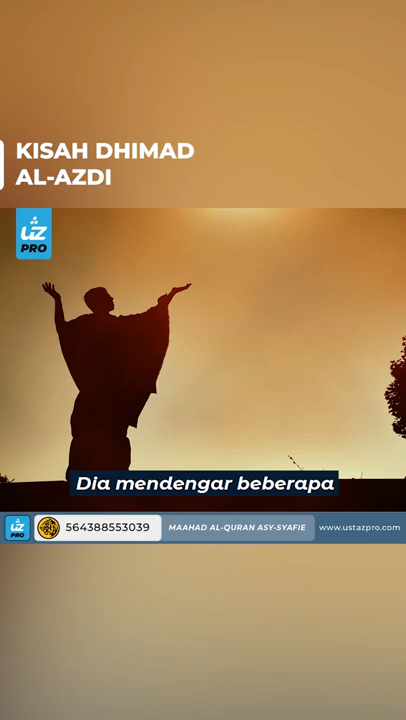 KISAH DHIMAD
AL-AZDI
UZ
PRO
Dia mendengar beberapa
UZ
PRO
564388553039
MAAHAD AL-QURAN ASY-SYAFIE
www.ustazpro.com